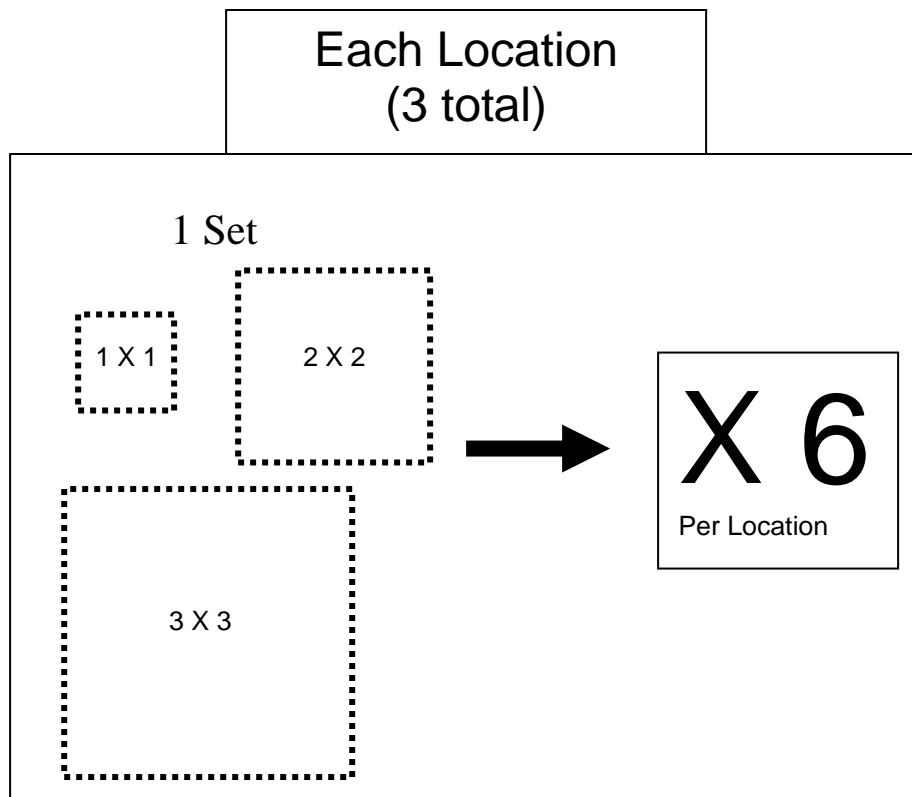 Each Location
(3 total)
1 Set
1 X 1
2 X 2
X 6
Per Location
3 X 3